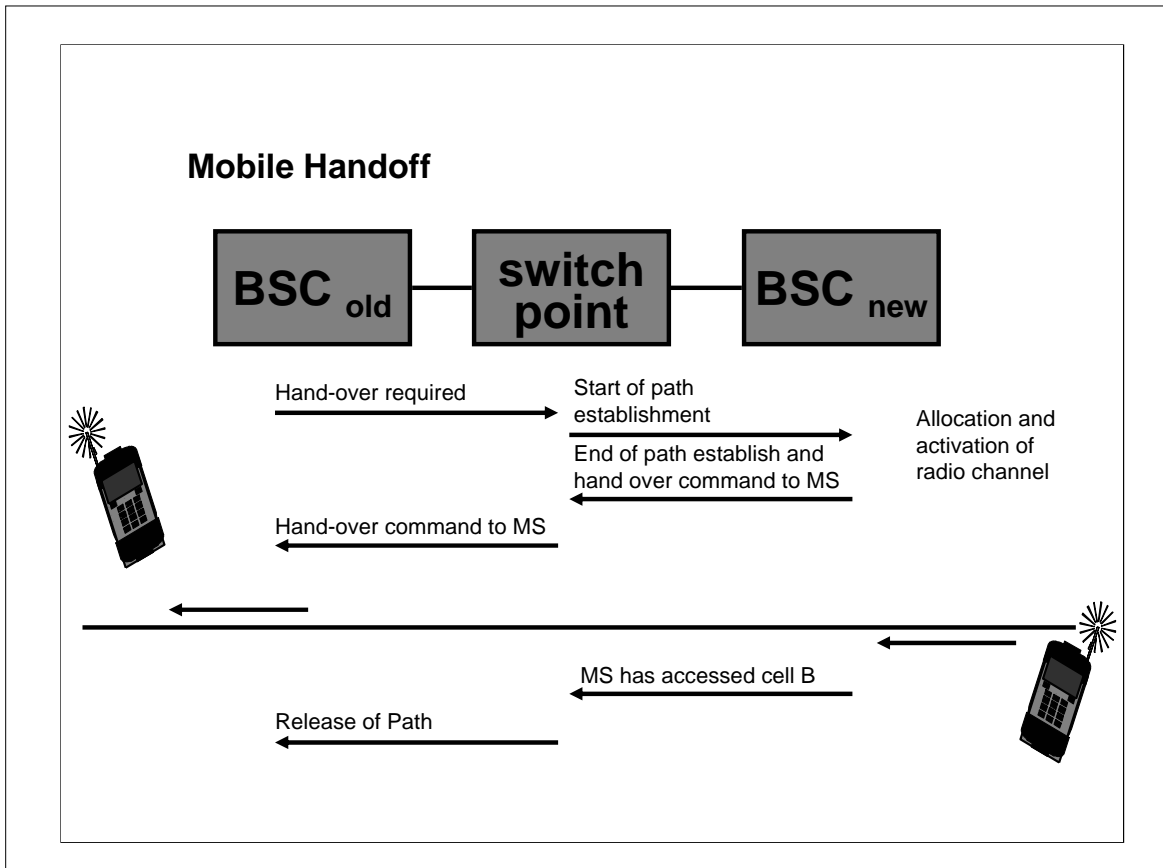 Mobile Handoff
BSC old
switch
point
BSC new
Hand-over required
Start of path
establishment
Allocation and
activation of
radio channel
End of path establish and
hand over command to MS
Hand-over command to MS
MS has accessed cell B
Release of Path